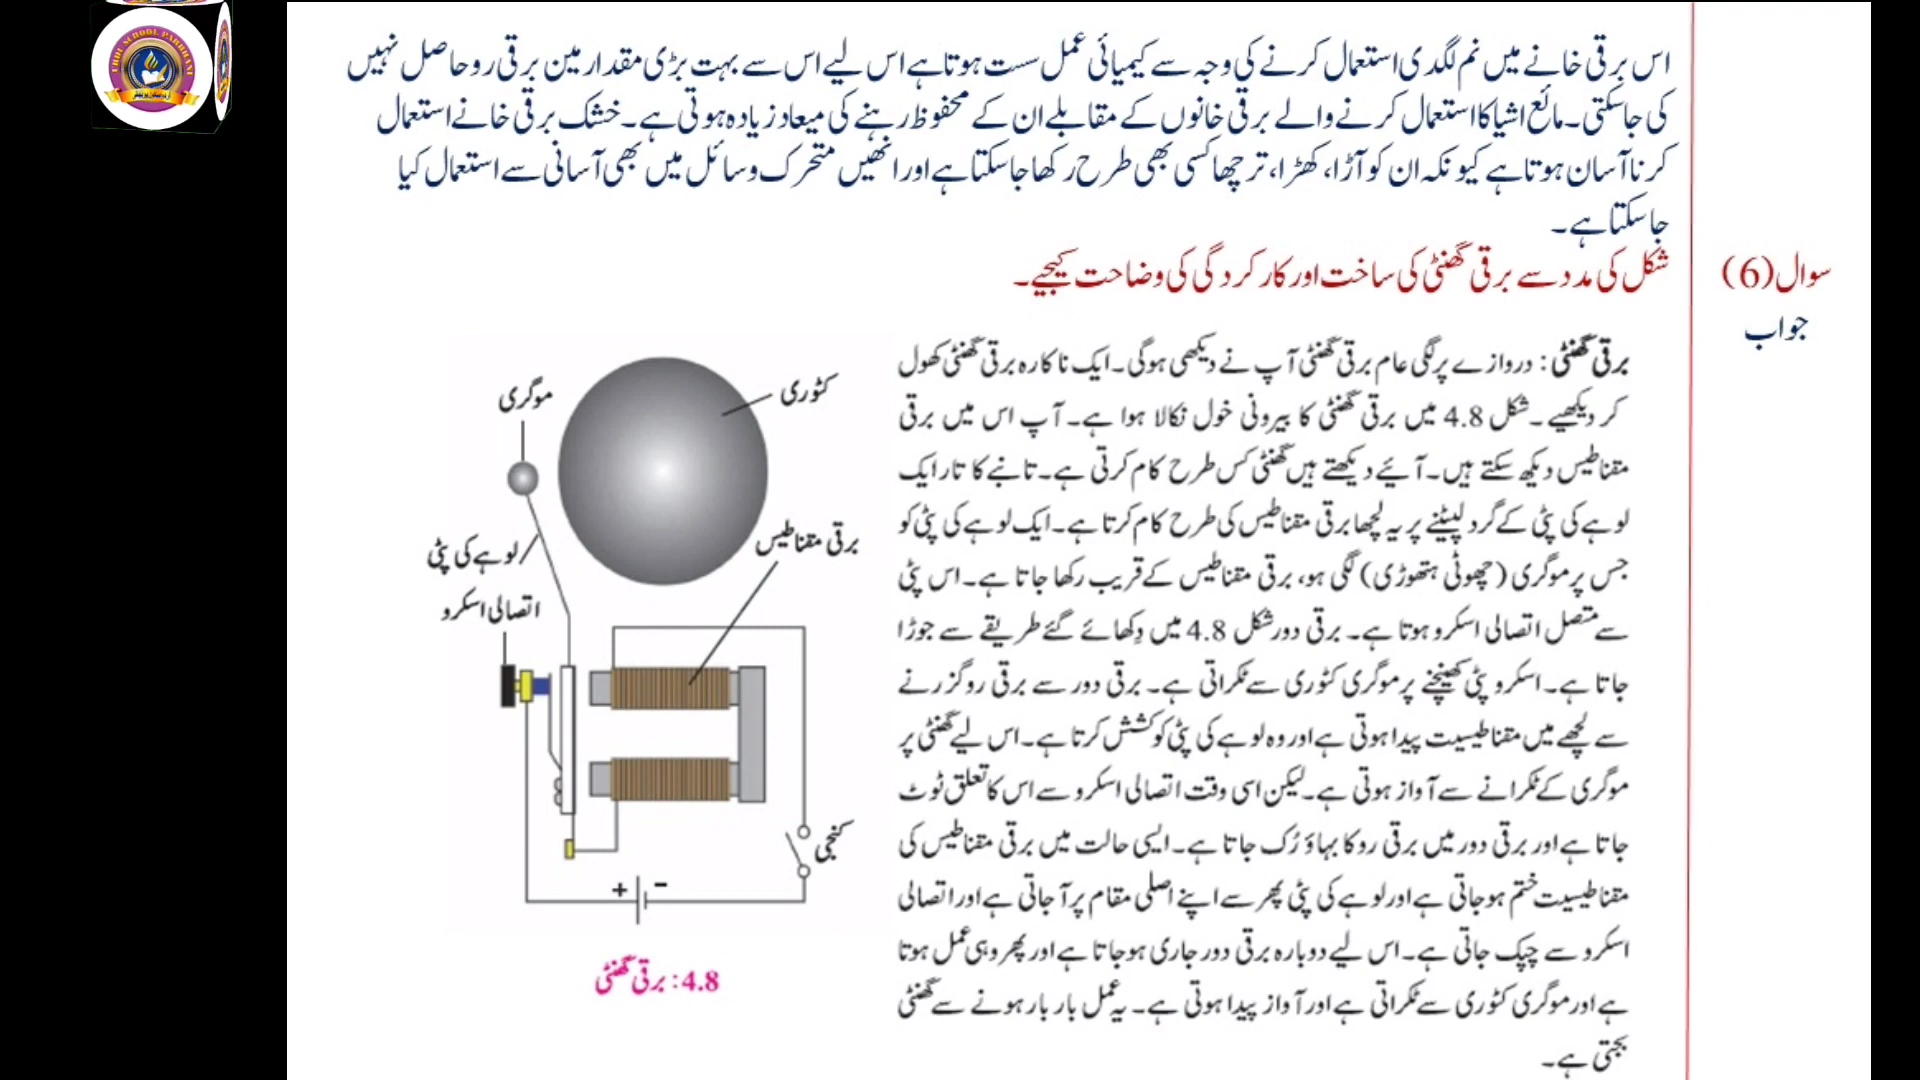 اس برقی خانے میں نم لگدی استعمال کرنے کی وجہ سے کیمیائی عمل سست ہوتا ہے اس لیے اس سے بہت بڑی مقدار مین برقی رو حاصل نہیں
کی جاسکتی۔ مائع اشیا کا استعمال کرنے والے برقی خانوں کے مقابلے ان کے محفوظ رہنے کی میعاد زیادہ ہوتی ہے۔ خشک برقی خانے استعمال
کرنا آسان ہوتا ہے کیونکہ ان کو آڑا، کھڑا، ترچھا کسی بھی طرح رکھا جاسکتا ہے اور انھیں متحرک وسائل میں بھی آسانی سے استعمال کیا
جاسکتا ہے۔
سوال (6) شکل کی مدد سے برقی گھنٹی کی ساخت اور کارکردگی کی وضاحت کیجیے۔
جواب
برقی گھنٹی : دروازے پر لگی عام برقی گھنٹی آپ نے دیکھی ہوگی۔ ایک ناکارہ برقی گھنٹی کھول
کر دیکھیے۔ شکل 4.8 میں برقی گھنٹی کا بیرونی خول نکالا ہوا ہے۔ آپ اس میں برقی
مقناطیس دیکھ سکتے ہیں۔ آئیے دیکھتے ہیں گھنٹی کس طرح کام کرتی ہے۔ تانبے کا تار ایک
لوہے کی پٹی کے گرد لپیٹنے پر یہ لچھا برقی مقناطیس کی طرح کام کرتا ہے۔ ایک لوہے کی پٹی کو
جس پر موگری (چھوٹی ہتھوڑی) لگی ہو، برقی مقناطیس کے قریب رکھا جاتا ہے۔ اس پٹی
سے متصل اتصالی اسکرو ہوتا ہے۔ برقی دور شکل 4.8 میں دِکھائے گئے طریقے سے جوڑا
جاتا ہے۔ اسکرو پٹی کھینچنے پر موگری کٹوری سے ٹکراتی ہے۔ برقی دور سے برقی رو گزرنے
سے لچھے میں مقناطیسیت پیدا ہوتی ہے اور وہ لوہے کی پٹی کو کشش کرتا ہے۔ اس لیے گھنٹی پر
موگری کے ٹکرانے سے آواز ہوتی ہے۔ لیکن اسی وقت اتصالی اسکرو سے اس کا تعلق ٹوٹ
جاتا ہے اور برقی دور میں برقی رو کا بہاؤ رُک جاتا ہے۔ ایسی حالت میں برقی مقناطیس کی
مقناطیسیت ختم ہوجاتی ہے اور لوہے کی پٹی پھر سے اپنے اصلی مقام پر آ جاتی ہے اور اتصالی
اسکرو سے چپک جاتی ہے۔ اس لیے دوبارہ برقی دور جاری ہوجاتا ہے اور پھر وہی عمل ہوتا
ہے اور موگری کٹوری سے ٹکراتی ہے اور آواز پیدا ہوتی ہے۔ یہ عمل بار بار ہونے سے گھنٹی
بجتی ہے۔
کٹوری
موگری
برقی مقناطیس
لوہے کی پٹی
اتصالی اسکرو
کنجی
+ −
4.8 : برقی گھنٹی
URDU SCHOOL PARBHANI